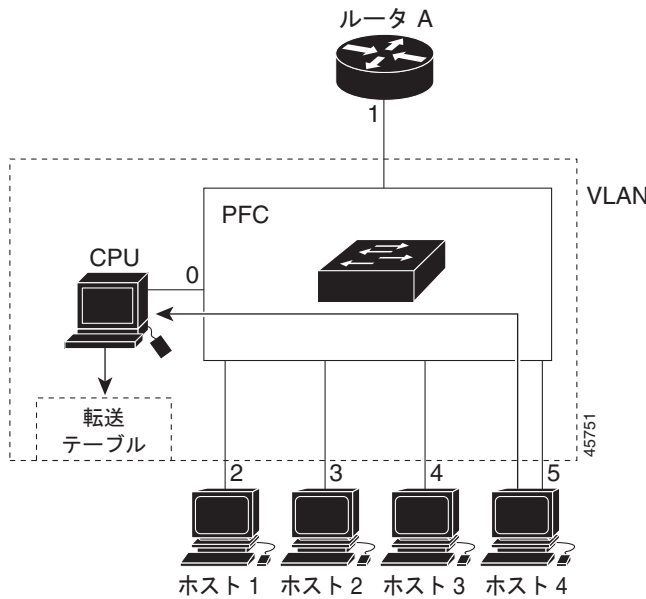 ルータ A
1
VLAN
PFC
CPU
0
転送
テーブル
45751
2
3
4
5
ホスト 1
ホスト 2
ホスト 3
ホスト 4